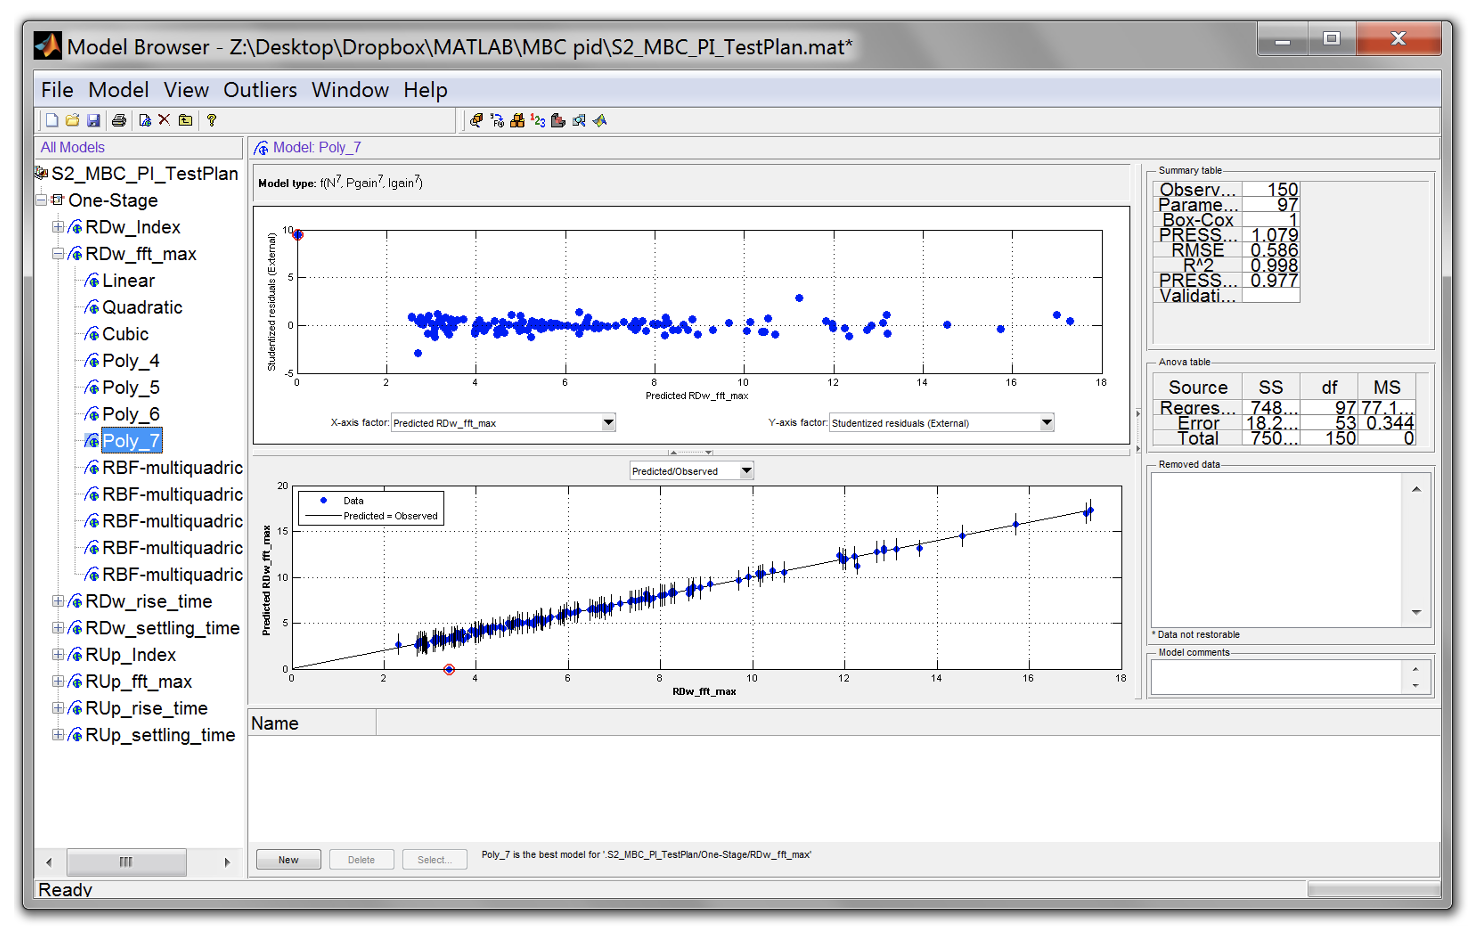 Model Browser - Z:\Desktop\Dropbox\MATLAB\MBC pid\S2_MBC_PI_TestPlan.mat*
File Model View Outliers Window Help
All Models
S2_MBC_PI_TestPlan
One-Stage
RDw_Index
RDw_fft_max
Linear
Quadratic
Cubic
Poly_4
Poly_5
Poly_6
Poly_7
RBF-multiquadric
RBF-multiquadric
RBF-multiquadric
RBF-multiquadric
RBF-multiquadric
RDw_rise_time
RDw_settling_time
RUp_Index
RUp_fft_max
RUp_rise_time
RUp_settling_time
Model: Poly_7
Model type: f(N^7, Pgain^7, Igain^7)
Studentized residuals (External)
10
5
0
-5
0 2 4 6 8 10 12 14 16 18
Predicted RDw_fft_max
X-axis factor: Predicted RDw_fft_max
Y-axis factor: Studentized residuals (External)
Predicted/Observed
Data
Predicted = Observed
Predicted RDw_fft_max
20
15
10
5
0
0 2 4 6 8 10 12 14 16 18
RDw_fft_max
Summary table
Observ... 150
Parame... 97
Box-Cox 1
PRESS... 1.079
RMSE 0.586
R^2 0.998
PRESS... 0.977
Validati...
Anova table
Source SS df MS
Regres... 748... 97 77.1...
Error 18.2... 53 0.344
Total 750... 150 0
Removed data
* Data not restorable
Model comments
Name
New Delete Select... Poly_7 is the best model for '.S2_MBC_PI_TestPlan/One-Stage/RDw_fft_max'
Ready